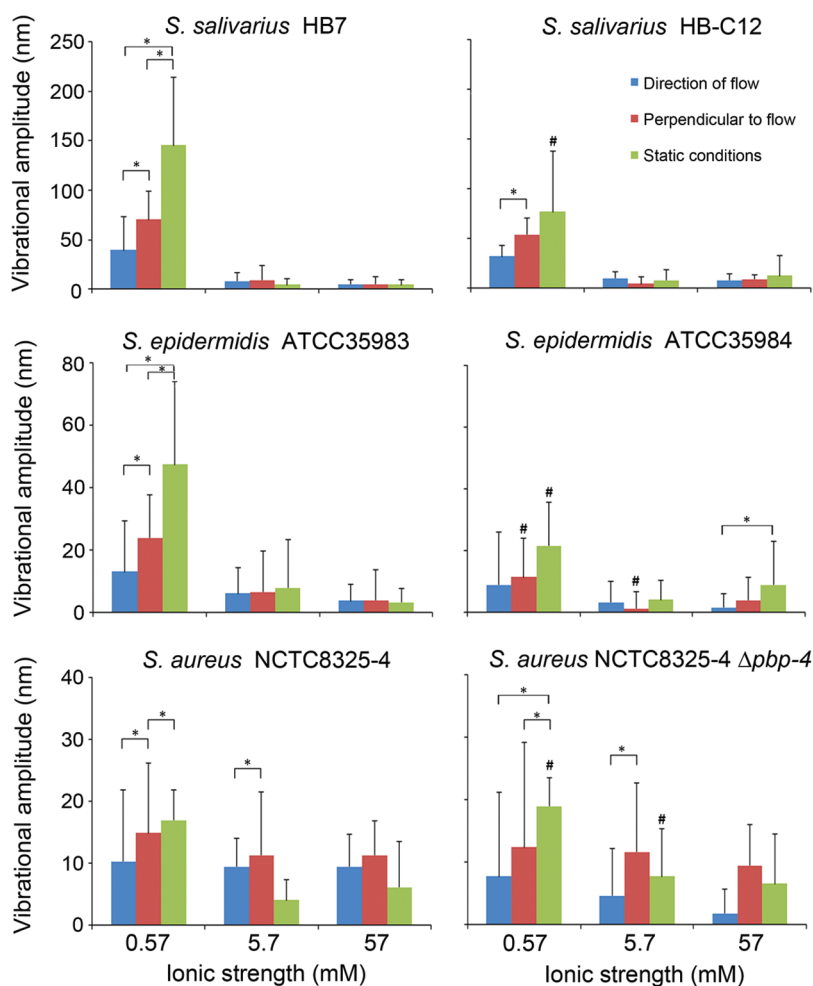 S. salivarius HB7
S. salivarius HB-C12
Vibrational amplitude (nm)
250
200
150
100
50
0
*
*
*
*
#
Direction of flow
Perpendicular to flow
Static conditions
S. epidermidis ATCC35983
S. epidermidis ATCC35984
Vibrational amplitude (nm)
80
60
40
20
0
*
*
*
#
#
#
*
S. aureus NCTC8325-4
S. aureus NCTC8325-4 Δpbp-4
Vibrational amplitude (nm)
40
30
20
10
0
*
*
*
*
*
#
*
#
0.57 5.7 57
0.57 5.7 57
Ionic strength (mM)
Ionic strength (mM)